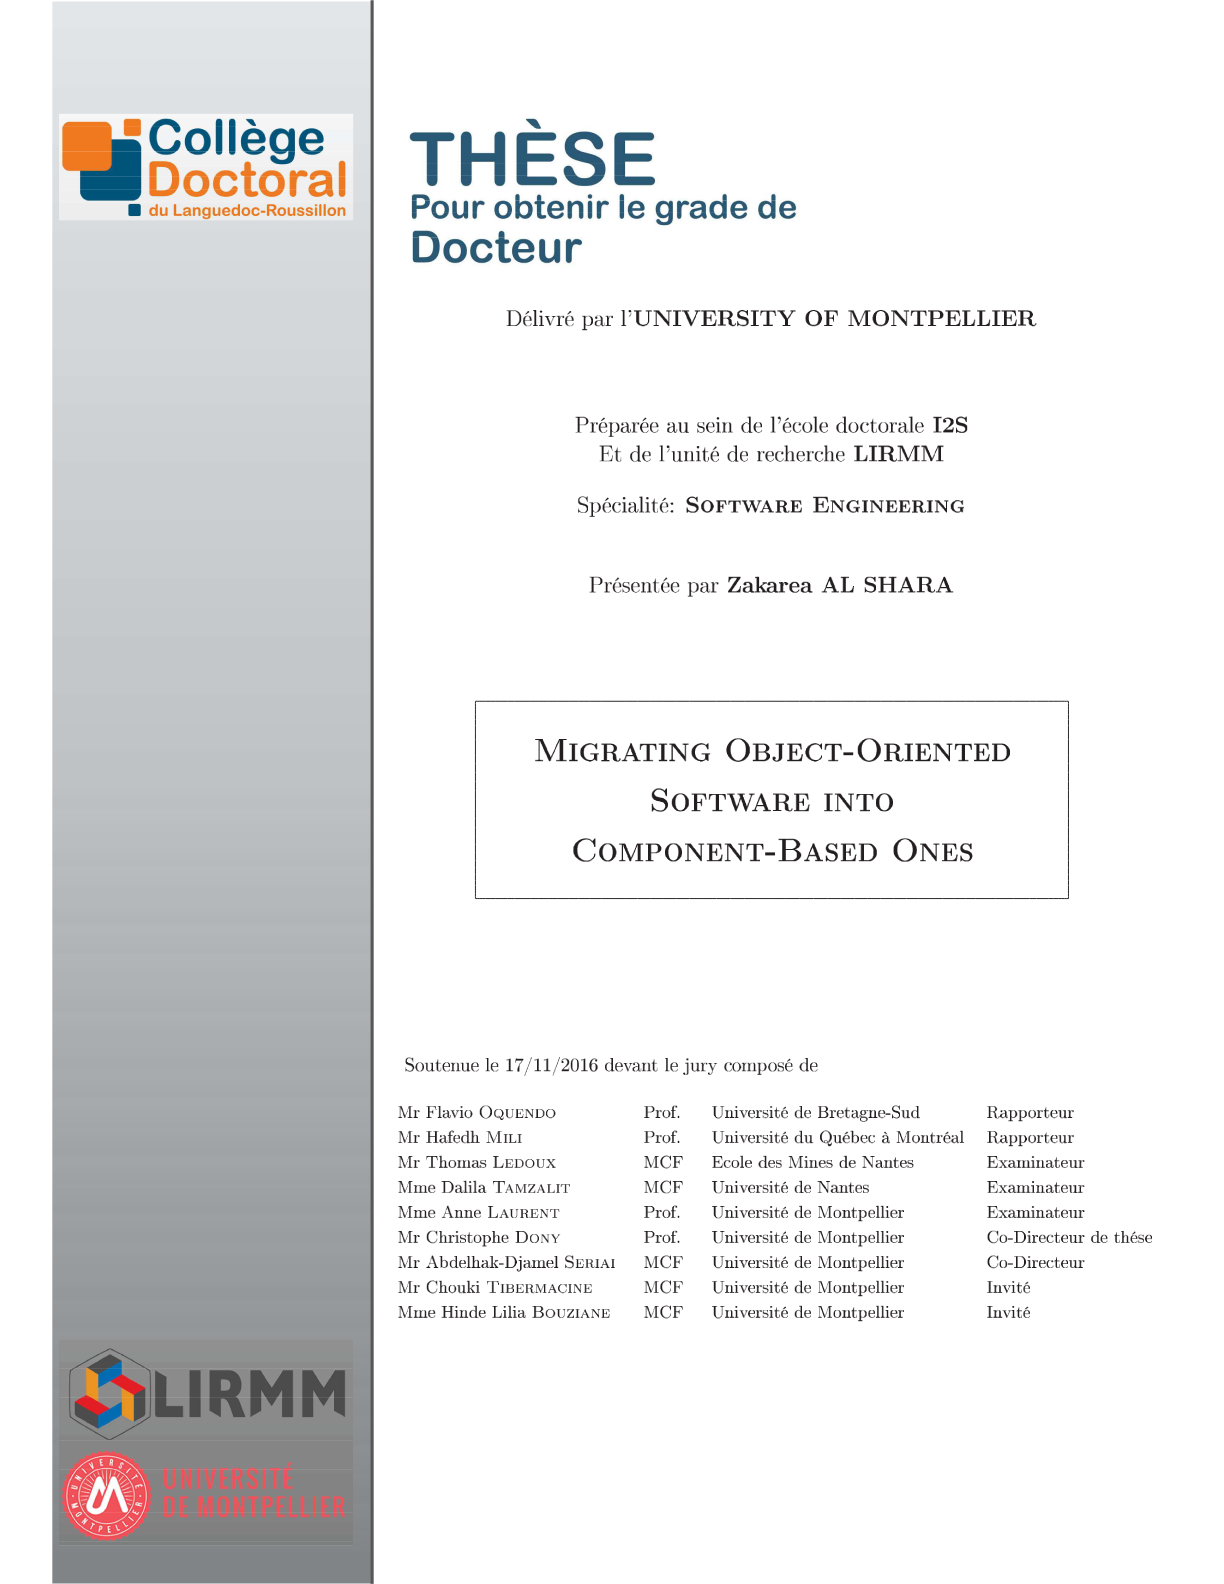 Collège
Doctoral
du Languedoc-Roussillon
THÈSE
Pour obtenir le grade de
Docteur
Délivré par l'UNIVERSITY OF MONTPELLIER
Préparée au sein de l'école doctorale I2S
Et de l'unité de recherche LIRMM
Spécialité: Software Engineering
Présentée par Zakarea AL SHARA
Migrating Object-Oriented
Software into
Component-Based Ones
Soutenue le 17/11/2016 devant le jury composé de
Mr Flavio Oquendo Prof. Université de Bretagne-Sud Rapporteur
Mr Hafedh Mili Prof. Université du Québec à Montréal Rapporteur
Mr Thomas Ledoux MCF Ecole des Mines de Nantes Examinateur
Mme Dalila Tamzalit MCF Université de Nantes Examinateur
Mme Anne Laurent Prof. Université de Montpellier Examinateur
Mr Christophe Dony Prof. Université de Montpellier Co-Directeur de thése
Mr Abdelhak-Djamel Seriai MCF Université de Montpellier Co-Directeur
Mr Chouki Tibermacine MCF Université de Montpellier Invité
Mme Hinde Lilia Bouziane MCF Université de Montpellier Invité
LIRMM
UNIVERSITÉ
MONTPELLIER
UNIVERSITÉ
DE MONTPELLIER